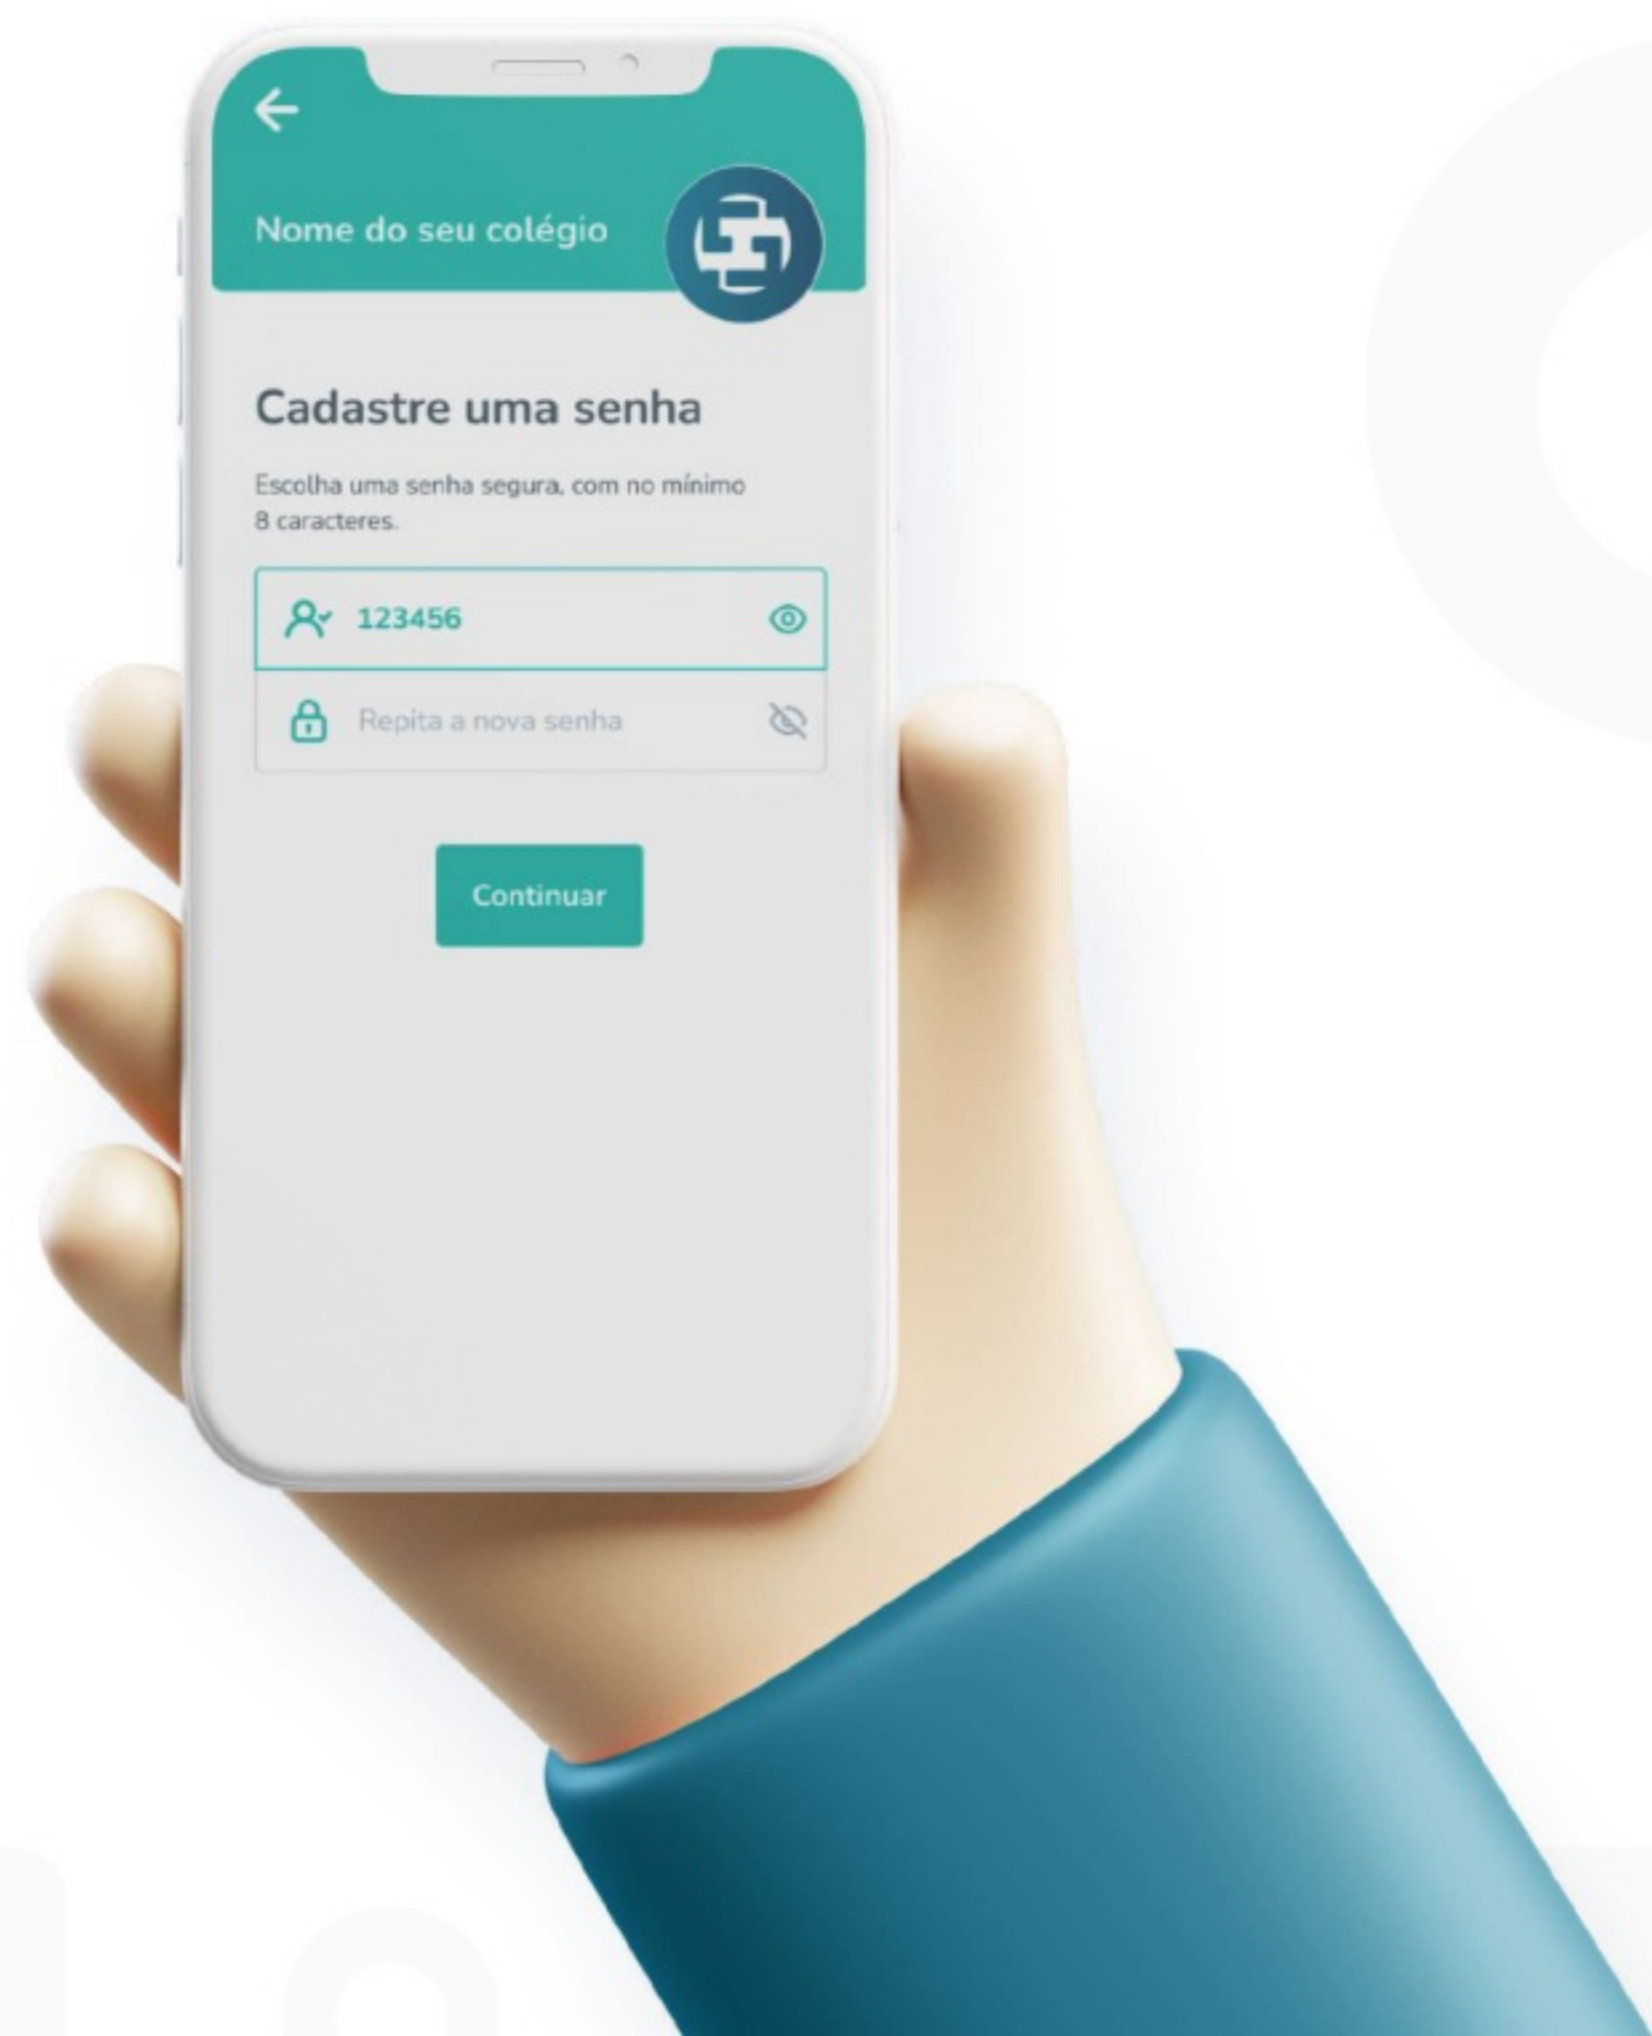 Nome do seu colégio
Cadastre uma senha
Escolha uma senha segura, com no mínimo
8 caracteres.
123456
Repita a nova senha
Continuar